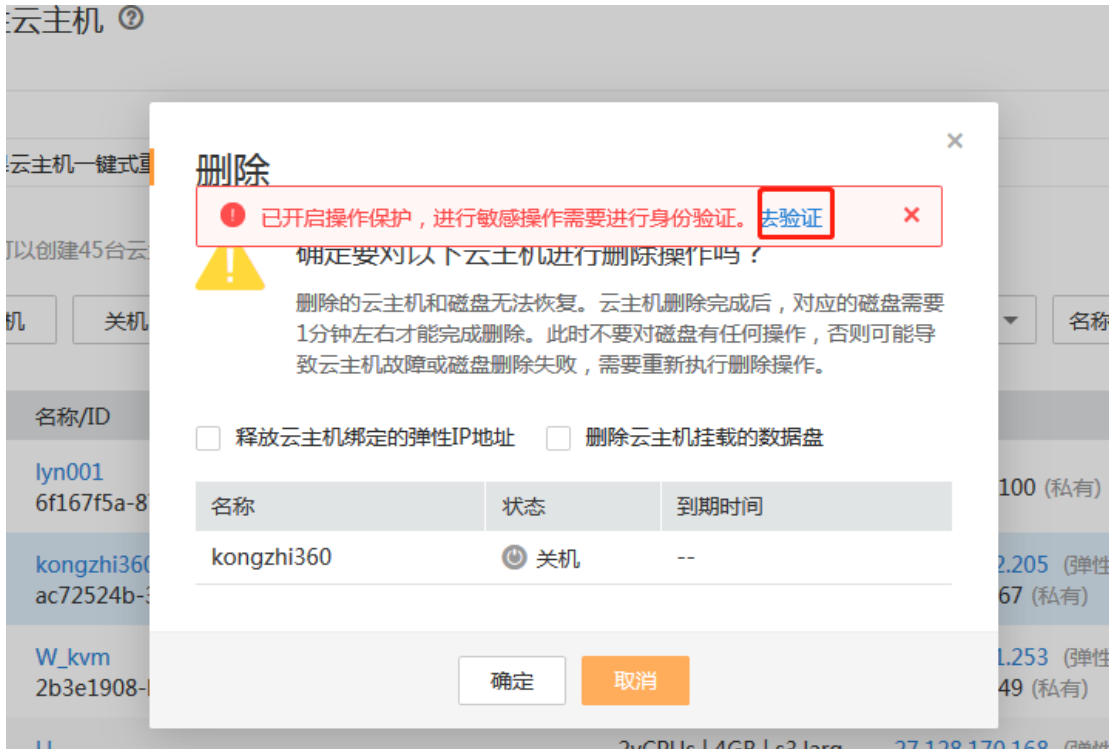 云主机
云主机一键式
删除
已开启操作保护，进行敏感操作需要进行身份验证。去验证
可以创建45台云
确定要对以下云主机进行删除操作吗？
删除的云主机和磁盘无法恢复。云主机删除完成后，对应的磁盘需要
1分钟左右才能完成删除。此时不要对磁盘有任何操作，否则可能导
致云主机故障或磁盘删除失败，需要重新执行删除操作。
机
关机
名称
名称/ID
释放云主机绑定的弹性IP地址
删除云主机挂载的数据盘
lyn001
6f167f5a-8
100 (私有)
名称
状态
到期时间
kongzhi360
关机
--
kongzhi360
ac72524b-
2.205 (弹性
67 (私有)
W_kvm
2b3e1908-
1.253 (弹性
49 (私有)
确定
取消
2vCPUs | 4GB | s3.larg
27.128.170.168 (弹性